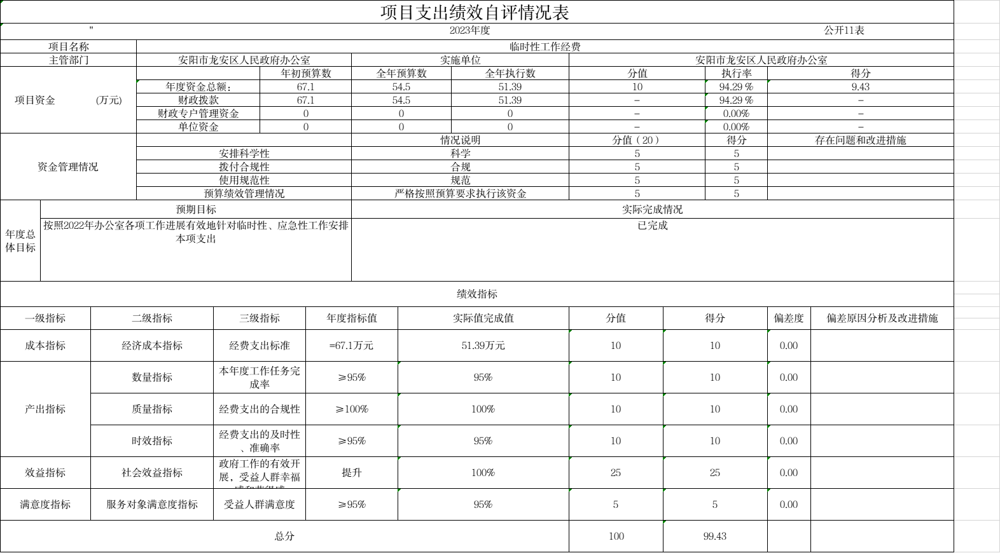 项目支出绩效自评情况表
" 2023年度 公开11表
项目名称 临时性工作经费
主管部门 安阳市龙安区人民政府办公室 实施单位 安阳市龙安区人民政府办公室
项目资金 (万元) 年初预算数 全年预算数 全年执行数 分值 执行率 得分
年度资金总额： 67.1 54.5 51.39 10 94.29 % 9.43
财政拨款 67.1 54.5 51.39 － 94.29 % －
财政专户管理资金 0 0 0 － 0.00% －
单位资金 0 0 0 － 0.00% －
资金管理情况 情况说明 分值（20） 得分 存在问题和改进措施
安排科学性 科学 5 5
拨付合规性 合规 5 5
使用规范性 规范 5 5
预算绩效管理情况 严格按照预算要求执行该资金 5 5
年度总
体目标
预期目标 实际完成情况
按照2022年办公室各项工作进展有效地针对临时性、应急性工作安排
本项支出
已完成
绩效指标
一级指标 二级指标 三级指标 年度指标值 实际值完成值 分值 得分 偏差度 偏差原因分析及改进措施
成本指标 经济成本指标 经费支出标准 =67.1万元 51.39万元 10 10 0.00
产出指标 数量指标 本年度工作任务完
成率 ≥95% 95% 10 10 0.00
质量指标 经费支出的合规性 ≥100% 100% 10 10 0.00
时效指标 经费支出的及时性
、准确率 ≥95% 95% 10 10 0.00
效益指标 社会效益指标 政府工作的有效开
展，受益人群幸福
提升 100% 25 25 0.00
满意度指标 服务对象满意度指标 受益人群满意度 ≥95% 95% 5 5 0.00
总分 100 99.43